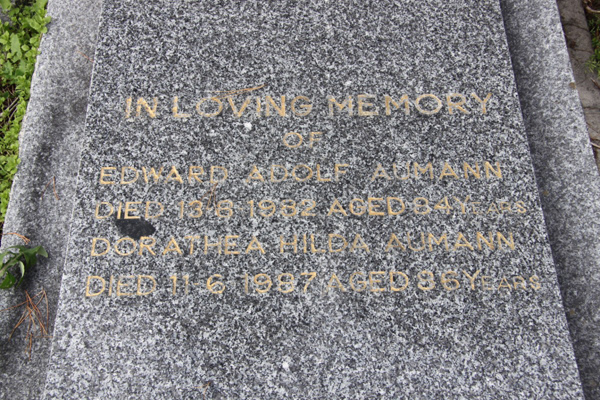 IN LOVING MEMORY
OF
EDWARD ADOLF AUMANN
DIED 13-8-1982 AGED 84 YEARS
DORATHEA HILDA AUMANN
DIED 11-6-1987 AGED 86 YEARS